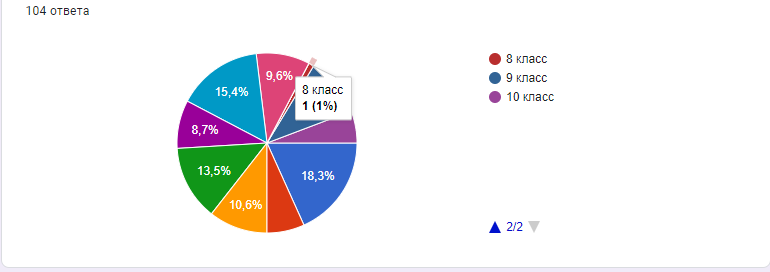 104 ответа
9,6%
15,4%
8,7%
13,5%
10,6%
18,3%
8 класс
1 (1%)
8 класс
9 класс
10 класс
2/2